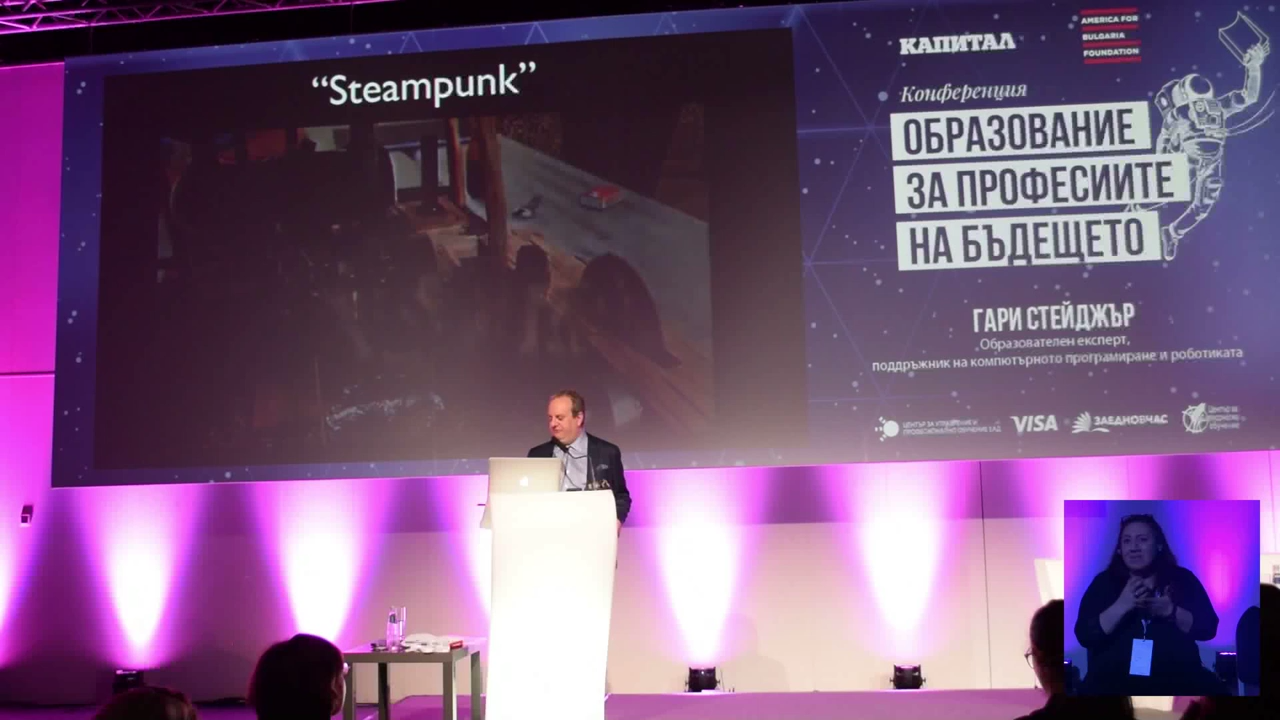 “Steampunk”
КАПИТАЛ
AMERICA FOR
BULGARIA
FOUNDATION
Конференция
ОБРАЗОВАНИЕ
ЗА ПРОФЕСИИТЕ
НА БЪДЕЩЕТО
ГАРИ СТЕЙДЖЪР
Образователен експерт,
поддръжник на компютърното програмиране и роботиката
VISA
ЗАЕДНОВЧАС